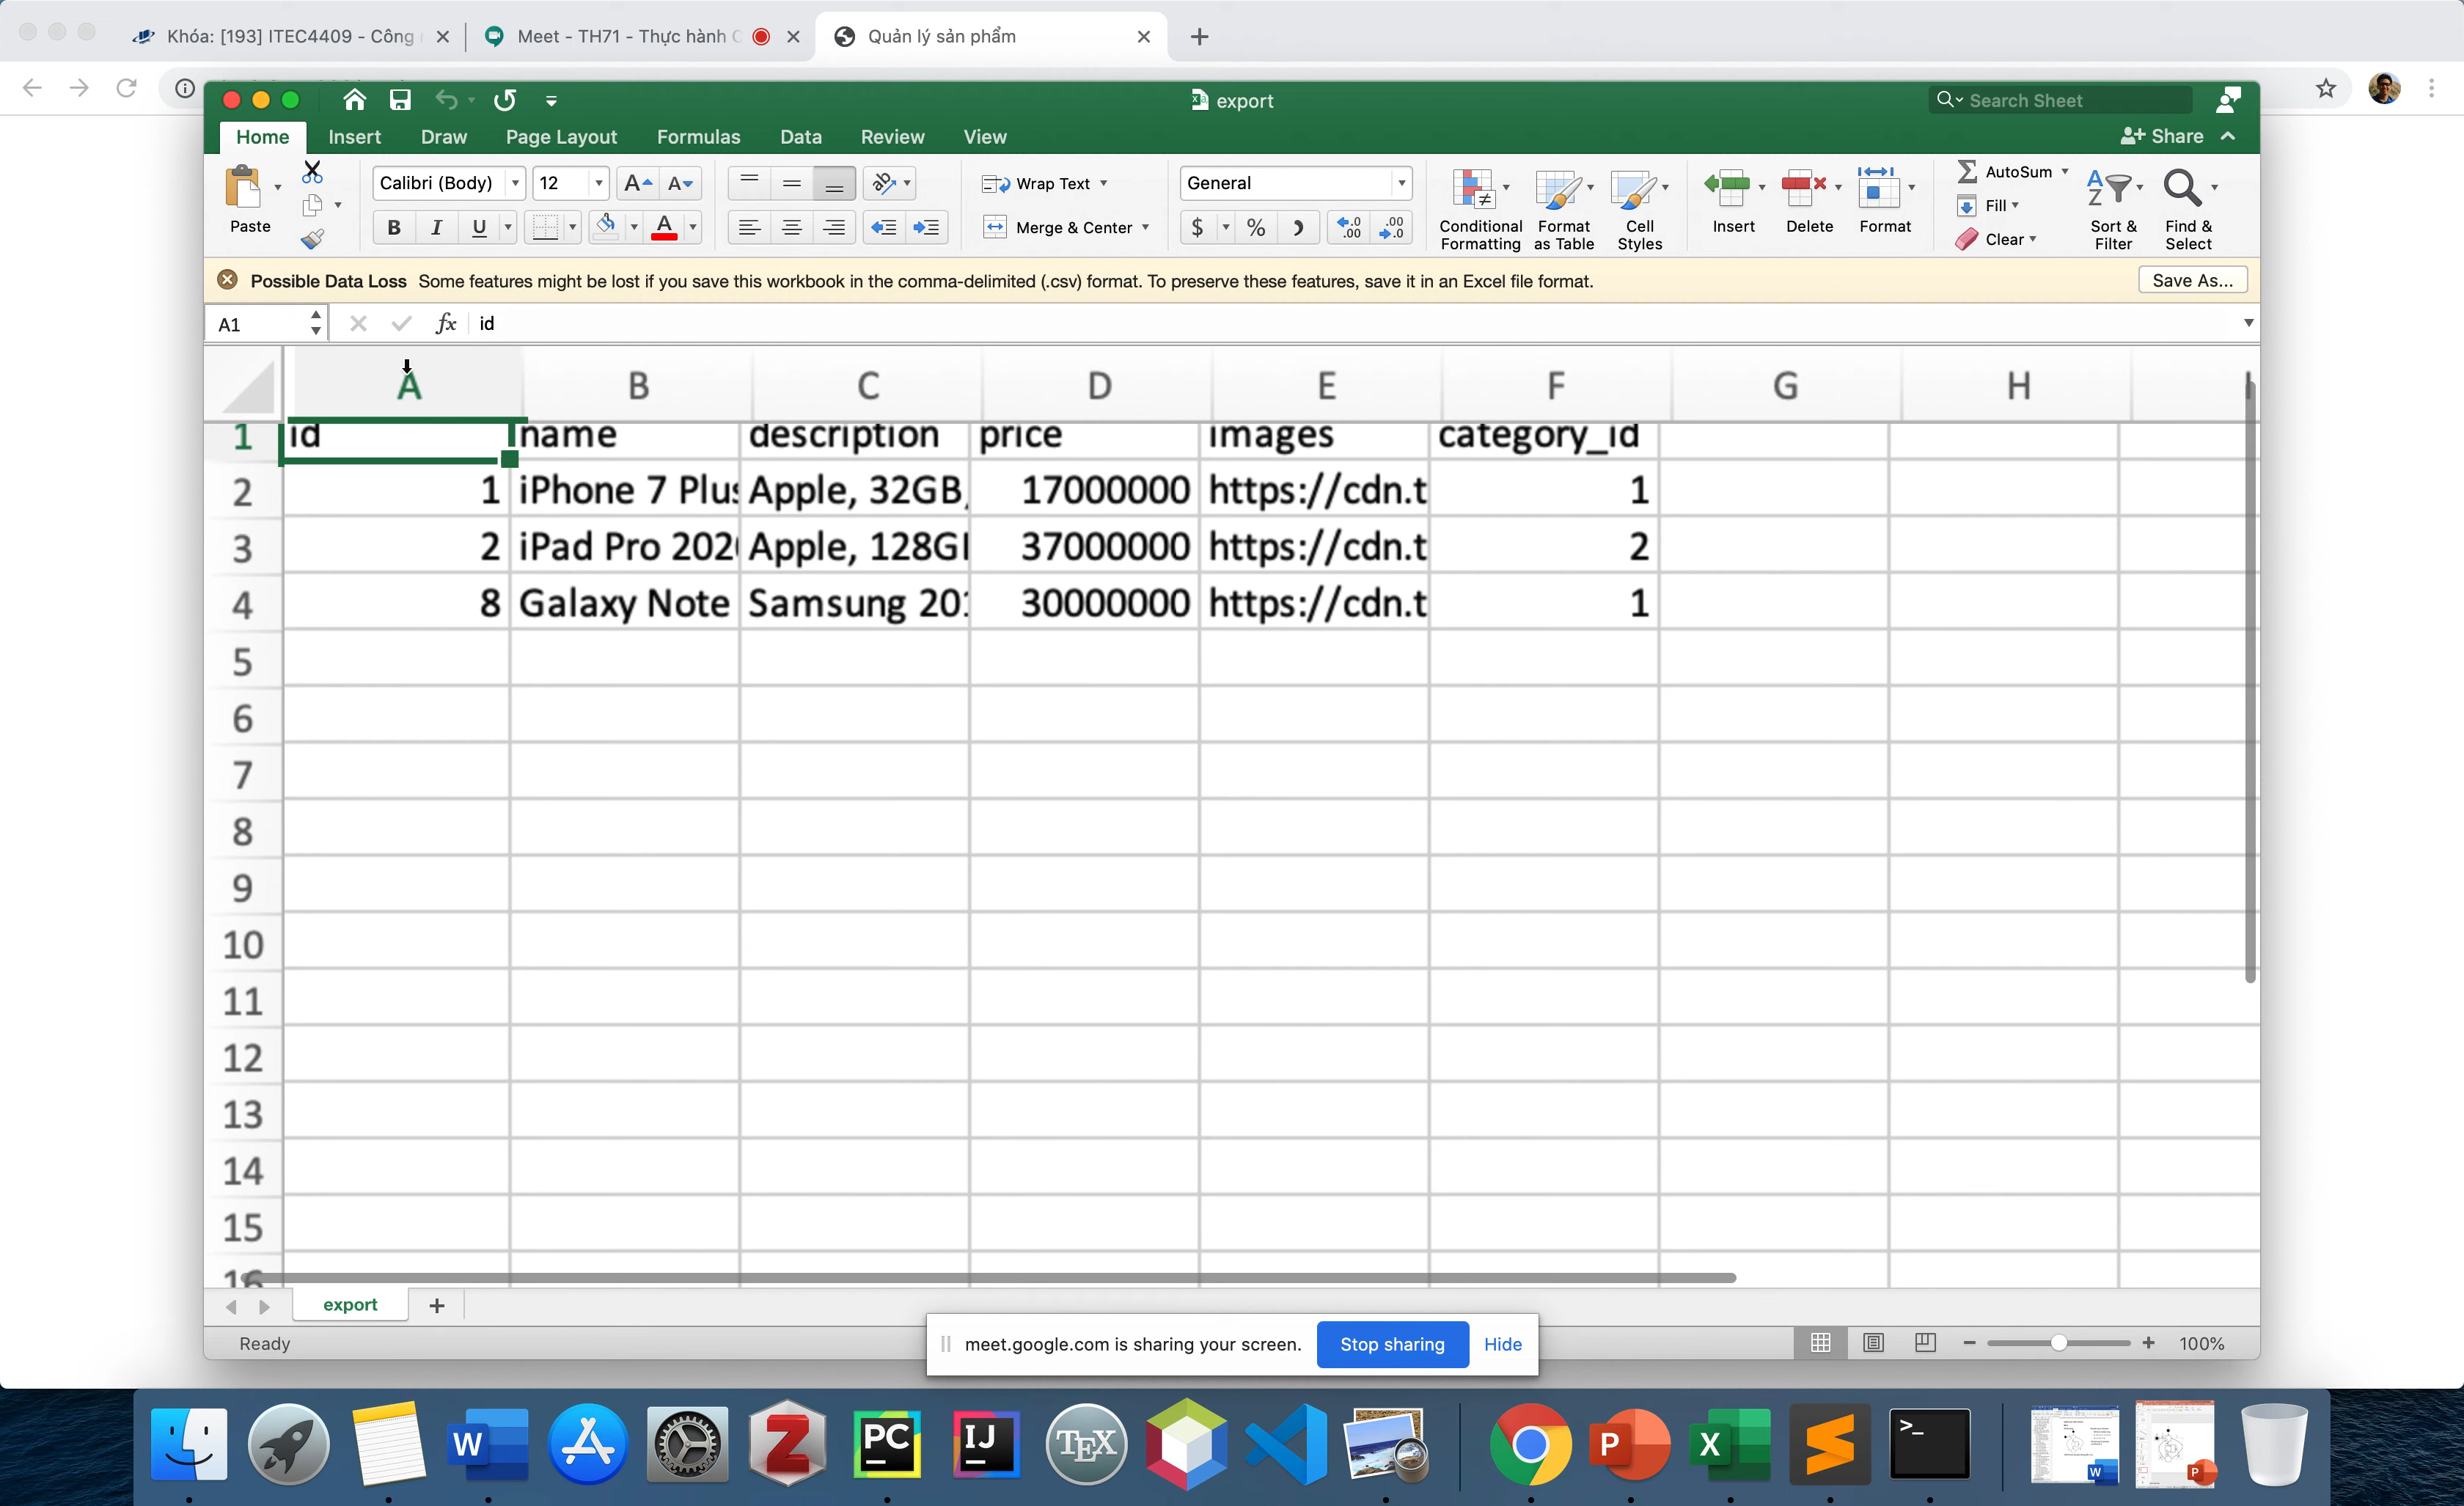 Khóa: [193] ITEC4409 - Công
Meet - TH71 - Thực hành
Quản lý sản phẩm
export
Search Sheet
Home Insert Draw Page Layout Formulas Data Review View
Share
Paste
Calibri (Body) 12
Wrap Text
Merge & Center
General
Conditional Formatting
Format as Table
Cell Styles
Insert
Delete
Format
AutoSum
Fill
Clear
Sort & Filter
Find & Select
Possible Data Loss Some features might be lost if you save this workbook in the comma-delimited (.csv) format. To preserve these features, save it in an Excel file format.
Save As...
A1 fx id
A B C D E F G H I
1 id name description price images category_id
2 1 iPhone 7 Plus Apple, 32GB, 17000000 https://cdn.t 1
3 2 iPad Pro 202 Apple, 128G 37000000 https://cdn.t 2
4 8 Galaxy Note Samsung 201 30000000 https://cdn.t 1
5
6
7
8
9
10
11
12
13
14
15
16
export
Ready
meet.google.com is sharing your screen.
Stop sharing
Hide
100%
W
Z
PC
IJ
TEX
P
X
>_
W
P